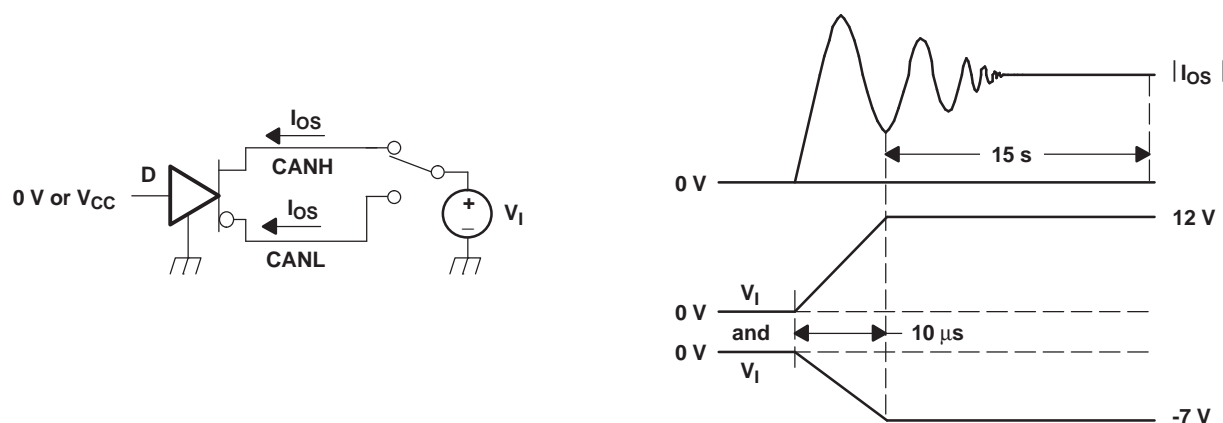 I_OS
CANH
D
0 V or V_CC
I_OS
CANL
+
–
V_I
| I_OS |
15 s
0 V
12 V
V_I
0 V
and
10 μs
0 V
V_I
-7 V